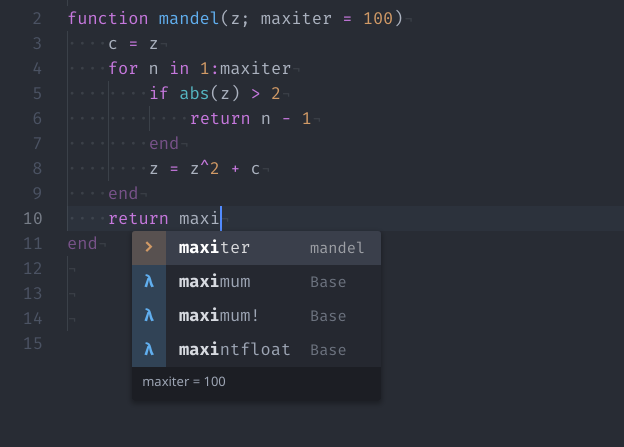 2 function mandel(z; maxiter = 100)¬
3 ····c = z¬
4 ····for n in 1:maxiter¬
5 ········if abs(z) > 2¬
6 ············return n - 1¬
7 ········end¬
8 ········z = z^2 + c¬
9 ····end¬
10 ····return maxi¬
11 end¬
> maxiter mandel
λ maximum Base
λ maximum! Base
λ maxintfloat Base
maxiter = 100
12 ¬
13 ¬
14 ¬
15